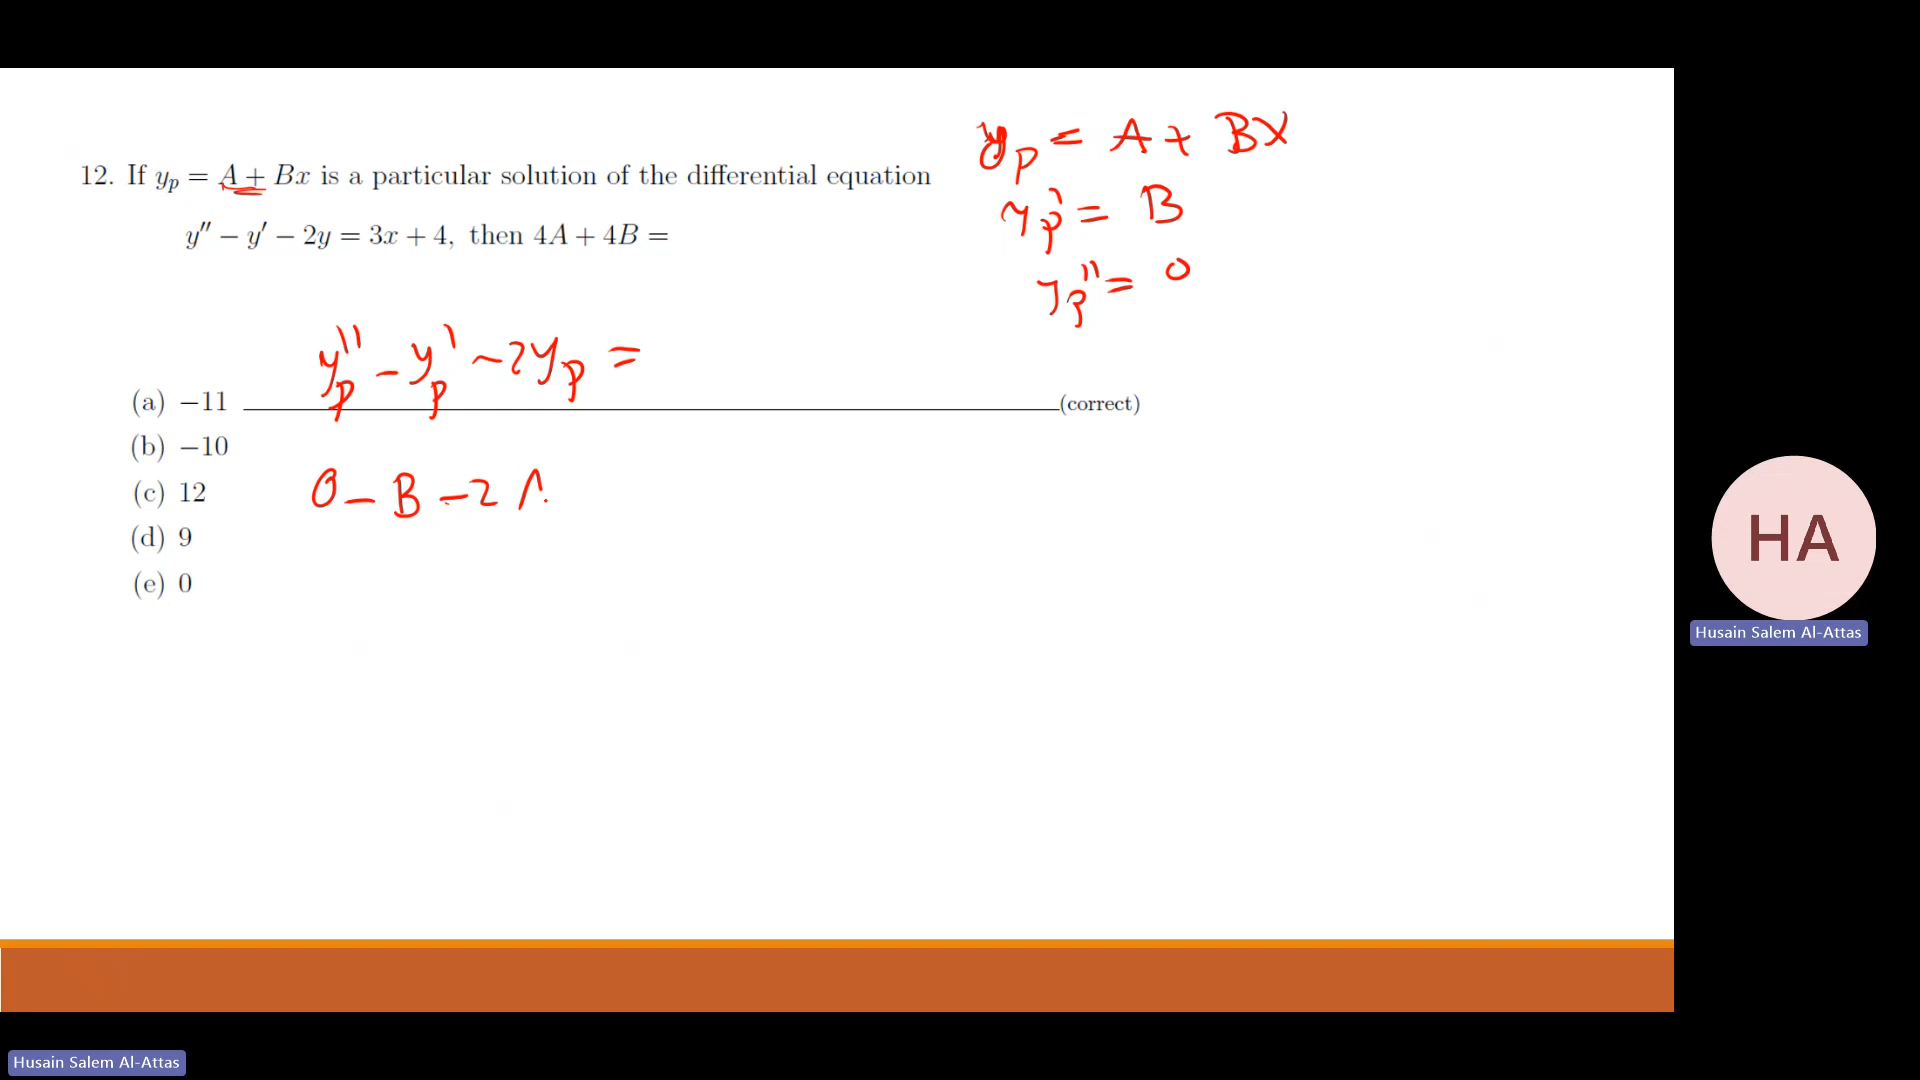 12. If yₚ = A + Bx is a particular solution of the differential equation
y″ − y′ − 2y = 3x + 4, then 4A + 4B =
yₚ = A + BX
yₚ' = B
yₚ'' = 0
yₚ'' - yₚ' - 2yₚ =
(a) −11 (correct)
(b) −10
(c) 12
(d) 9
(e) 0
0 - B - 2
HA
Husain Salem Al-Attas
Husain Salem Al-Attas